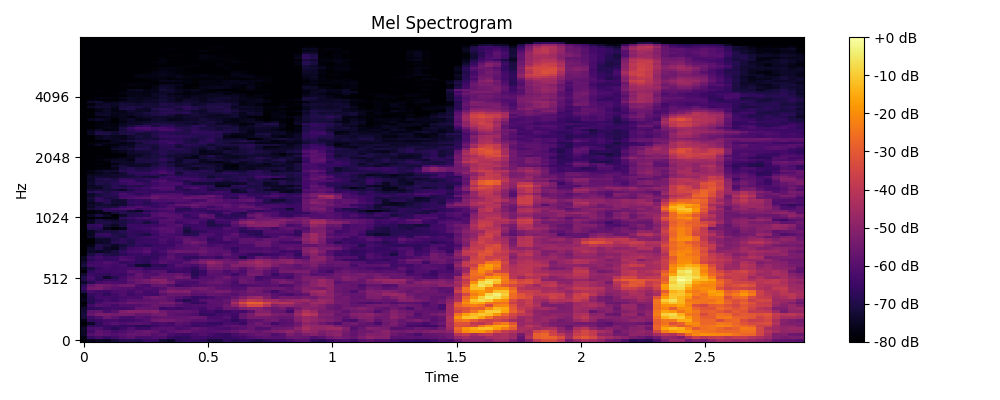 Mel Spectrogram
Hz
4096
2048
1024
512
0
0 0.5 1 1.5 2 2.5
Time
+0 dB
-10 dB
-20 dB
-30 dB
-40 dB
-50 dB
-60 dB
-70 dB
-80 dB